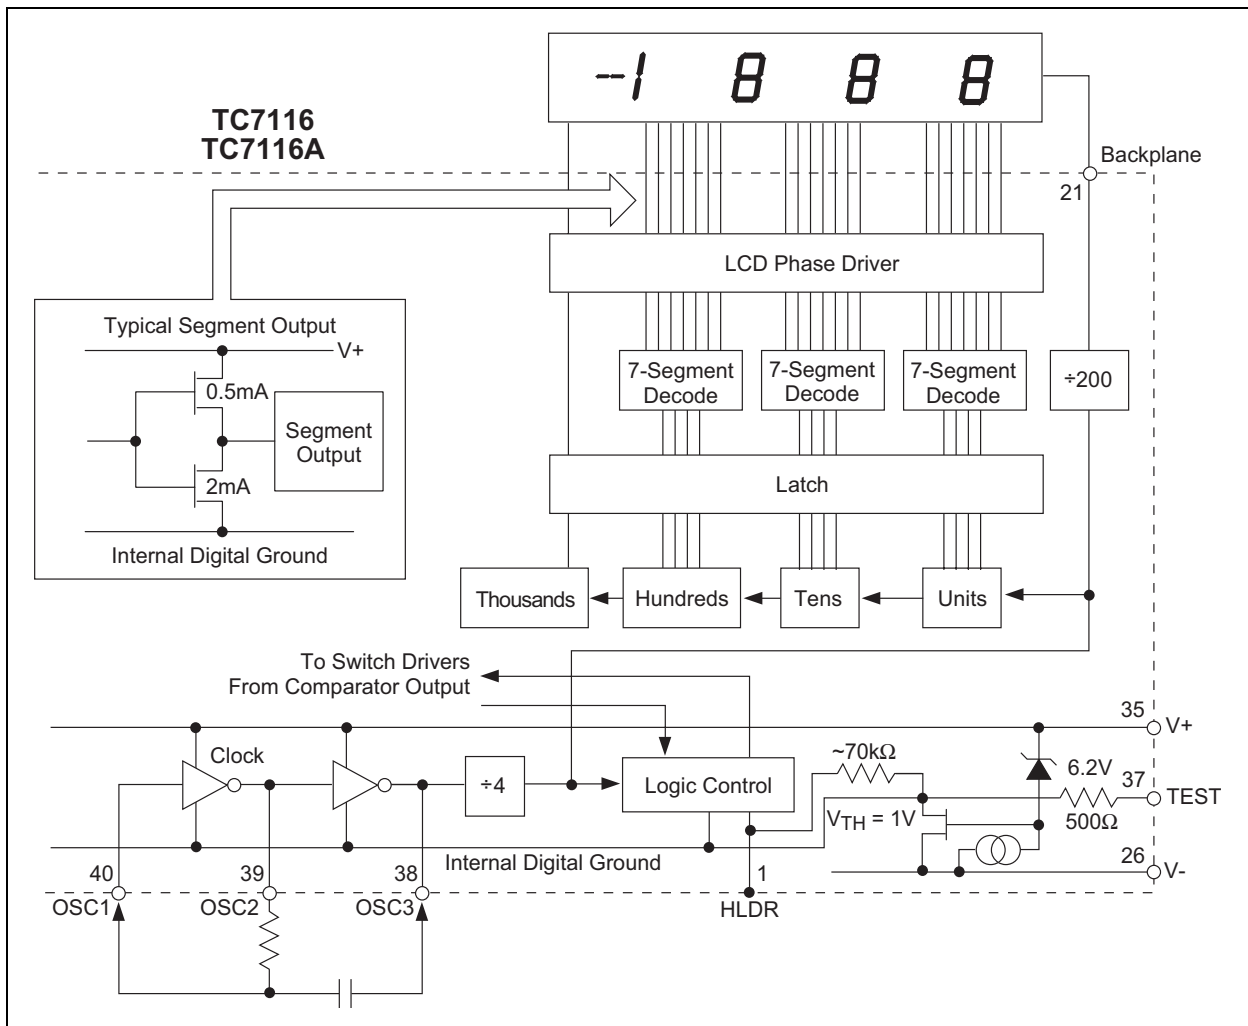 -1 8 8 8
TC7116
TC7116A
Backplane
21
LCD Phase Driver
Typical Segment Output
V+
0.5mA
Segment
Output
2mA
Internal Digital Ground
7-Segment
Decode
7-Segment
Decode
7-Segment
Decode
÷200
Latch
Thousands
Hundreds
Tens
Units
To Switch Drivers
From Comparator Output
35
V+
Clock
÷4
Logic Control
~70kΩ
6.2V
37
TEST
VTH = 1V
500Ω
Internal Digital Ground
26
V-
40
39
38
1
OSC1
OSC2
OSC3
HLDR